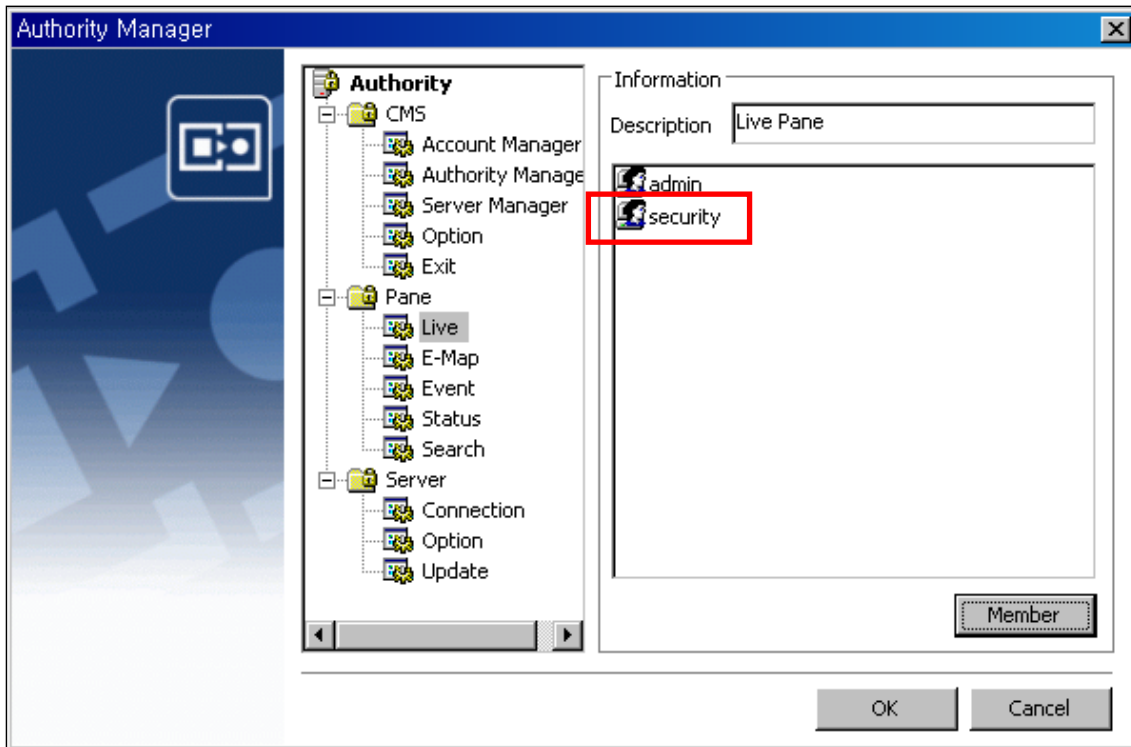 Authority Manager
Authority
CMS
Account Manager
Authority Manage
Server Manager
Option
Exit
Pane
Live
E-Map
Event
Status
Search
Server
Connection
Option
Update
Information
Description Live Pane
admin
security
Member
OK Cancel